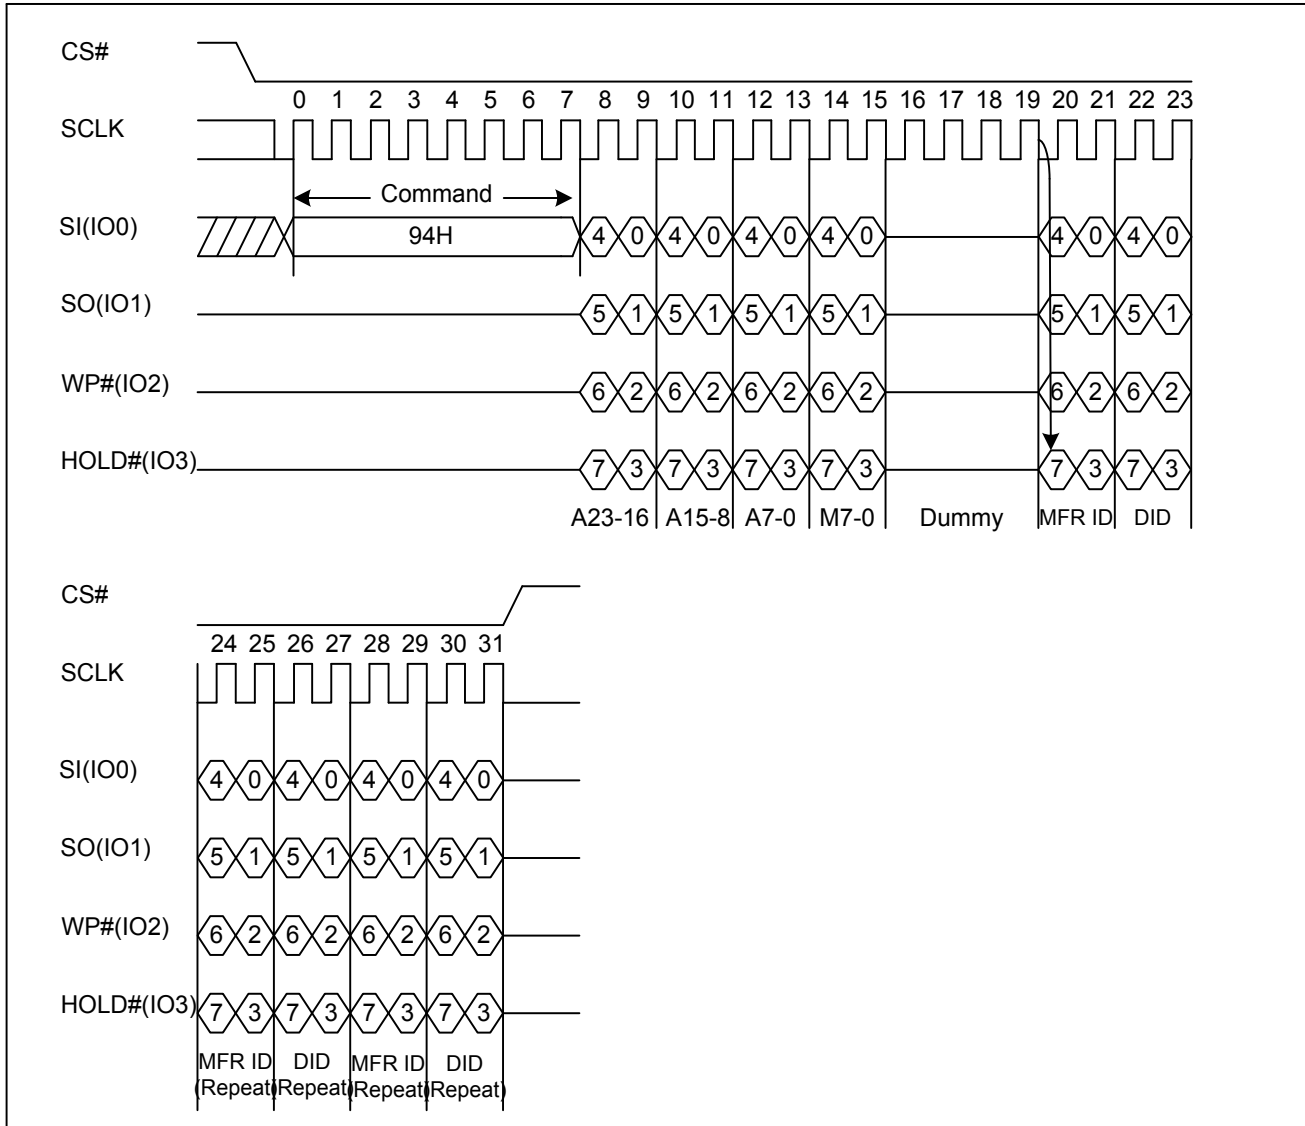 CS#
0 1 2 3 4 5 6 7 8 9 10 11 12 13 14 15 16 17 18 19 20 21 22 23
SCLK
Command
SI(IO0) 94H 4 0 4 0 4 0 4 0 4 0 4 0
SO(IO1) 5 1 5 1 5 1 5 1 5 1 5 1
WP#(IO2) 6 2 6 2 6 2 6 2 6 2 6 2
HOLD#(IO3) 7 3 7 3 7 3 7 3 7 3 7 3
A23-16 A15-8 A7-0 M7-0 Dummy MFR ID DID
CS#
24 25 26 27 28 29 30 31
SCLK
SI(IO0) 4 0 4 0 4 0 4 0
SO(IO1) 5 1 5 1 5 1 5 1
WP#(IO2) 6 2 6 2 6 2 6 2
HOLD#(IO3) 7 3 7 3 7 3 7 3
MFR ID DID MFR ID DID
(Repeat) (Repeat) (Repeat) (Repeat)